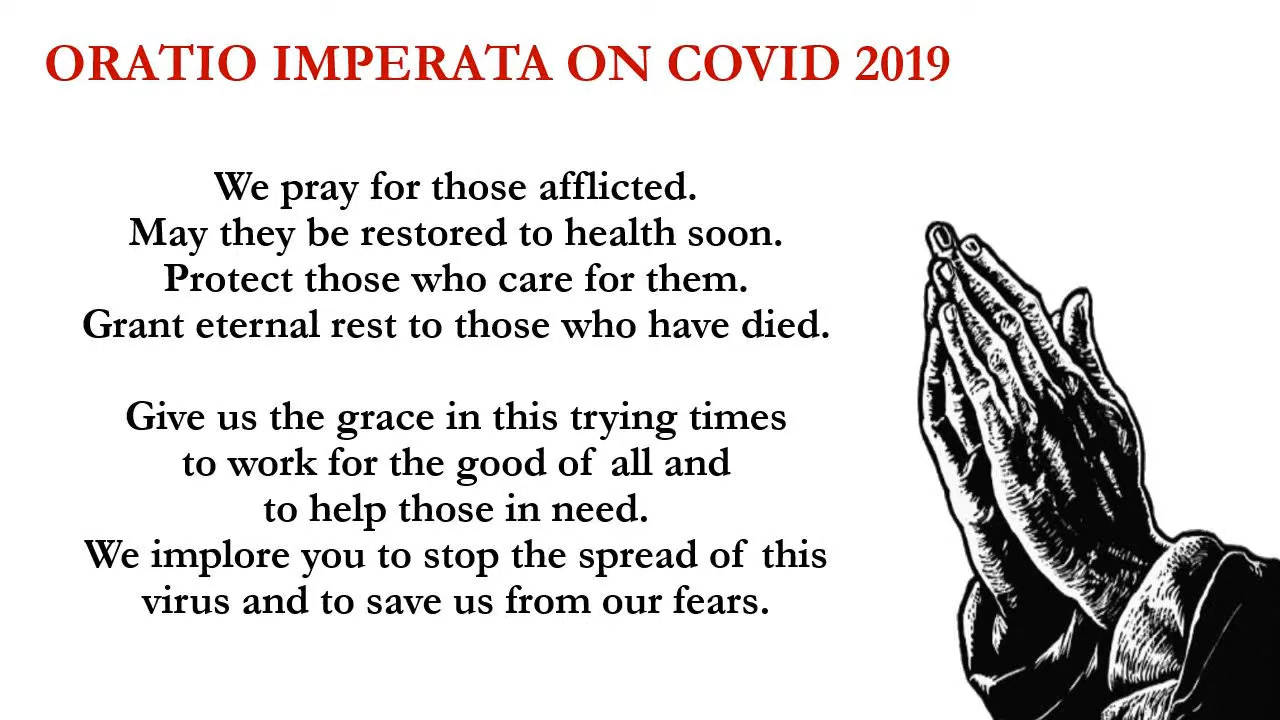 ORATIO IMPERATA ON COVID 2019
We pray for those afflicted.
May they be restored to health soon.
Protect those who care for them.
Grant eternal rest to those who have died.
Give us the grace in this trying times
to work for the good of all and
to help those in need.
We implore you to stop the spread of this
virus and to save us from our fears.